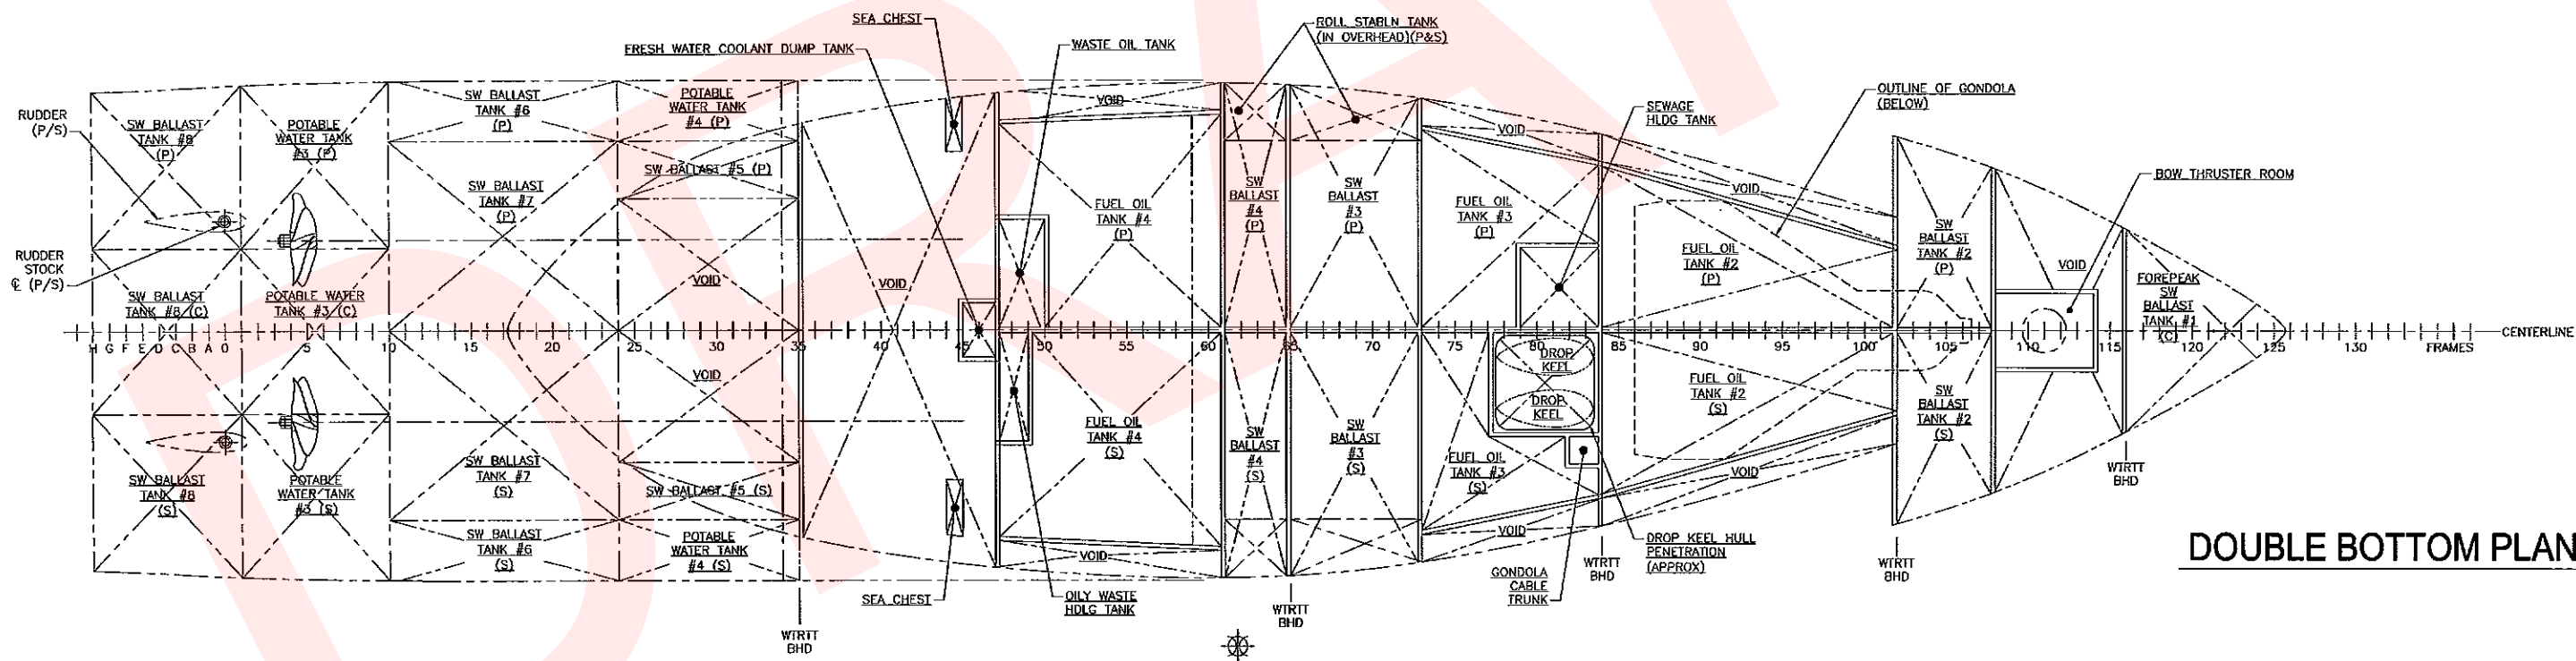 SEA CHEST
ROLL STABLN TANK
(IN OVERHEAD)(P&S)
FRESH WATER COOLANT DUMP TANK
WASTE OIL TANK
OUTLINE OF GONDOLA
(BELOW)
SEWAGE
HLDG TANK
BOW THRUSTER ROOM
RUDDER
(P/S)
RUDDER
STOCK
℄ (P/S)
SW BALLAST
TANK #8
(P)
POTABLE
WATER TANK
#3 (P)
SW BALLAST
TANK #6
(P)
POTABLE
WATER TANK
#4 (P)
SW BALLAST #5 (P)
SW BALLAST
TANK #7
(P)
VOID
VOID
VOID
FUEL OIL
TANK #4
(P)
SW
BALLAST
#4
(P)
SW
BALLAST
#3
(P)
VOID
FUEL OIL
TANK #3
(P)
VOID
FUEL OIL
TANK #2
(P)
SW
BALLAST
TANK #2
(P)
VOID
FOREPEAK
SW
BALLAST
TANK #1
(C)
SW BALLAST
TANK #8 (C)
POTABLE WATER
TANK #3 (C)
H G F E D C B A 0 5 10 15 20 25 30 35 40 45 50 55 60 65 70 75 80 85 90 95 100 105 110 115 120 125 130 FRAMES
CENTERLINE
DROP
KEEL
DROP
KEEL
VOID
SW BALLAST
TANK #8
(S)
POTABLE
WATER TANK
#3 (S)
SW BALLAST
TANK #7
(S)
SW BALLAST #5 (S)
SW BALLAST
TANK #6
(S)
POTABLE
WATER TANK
#4 (S)
FUEL OIL
TANK #4
(S)
VOID
SW
BALLAST
#4
(S)
SW
BALLAST
#3
(S)
FUEL OIL
TANK #3
(S)
VOID
FUEL OIL
TANK #2
(S)
VOID
SW
BALLAST
TANK #2
(S)
SEA CHEST
OILY WASTE
HDLG TANK
GONDOLA
CABLE
TRUNK
DROP KEEL HULL
PENETRATION
(APPROX)
WTRTT
BHD
WTRTT
BHD
WTRTT
BHD
WTRTT
BHD
WTRTT
BHD
DOUBLE BOTTOM PLAN
DRA